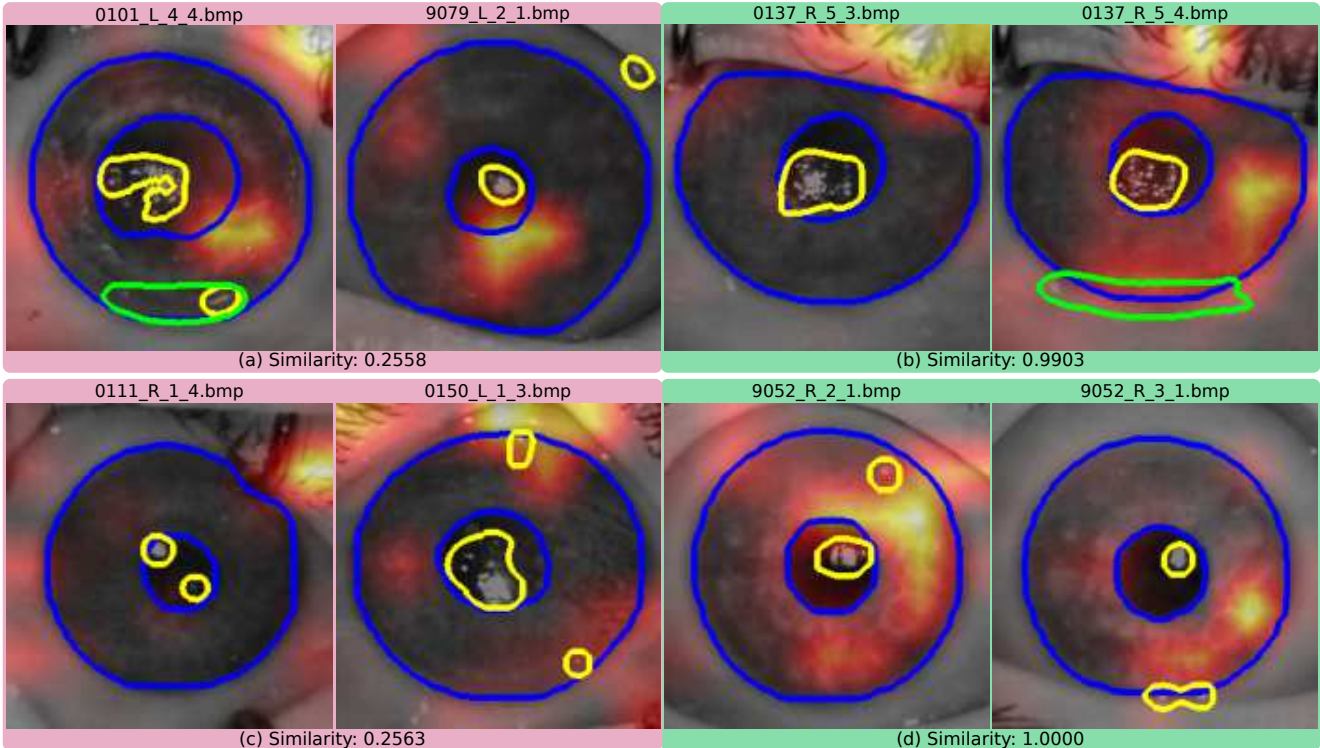 0101_L_4_4.bmp 9079_L_2_1.bmp 0137_R_5_3.bmp 0137_R_5_4.bmp
(a) Similarity: 0.2558 (b) Similarity: 0.9903
0111_R_1_4.bmp 0150_L_1_3.bmp 9052_R_2_1.bmp 9052_R_3_1.bmp
(c) Similarity: 0.2563 (d) Similarity: 1.0000